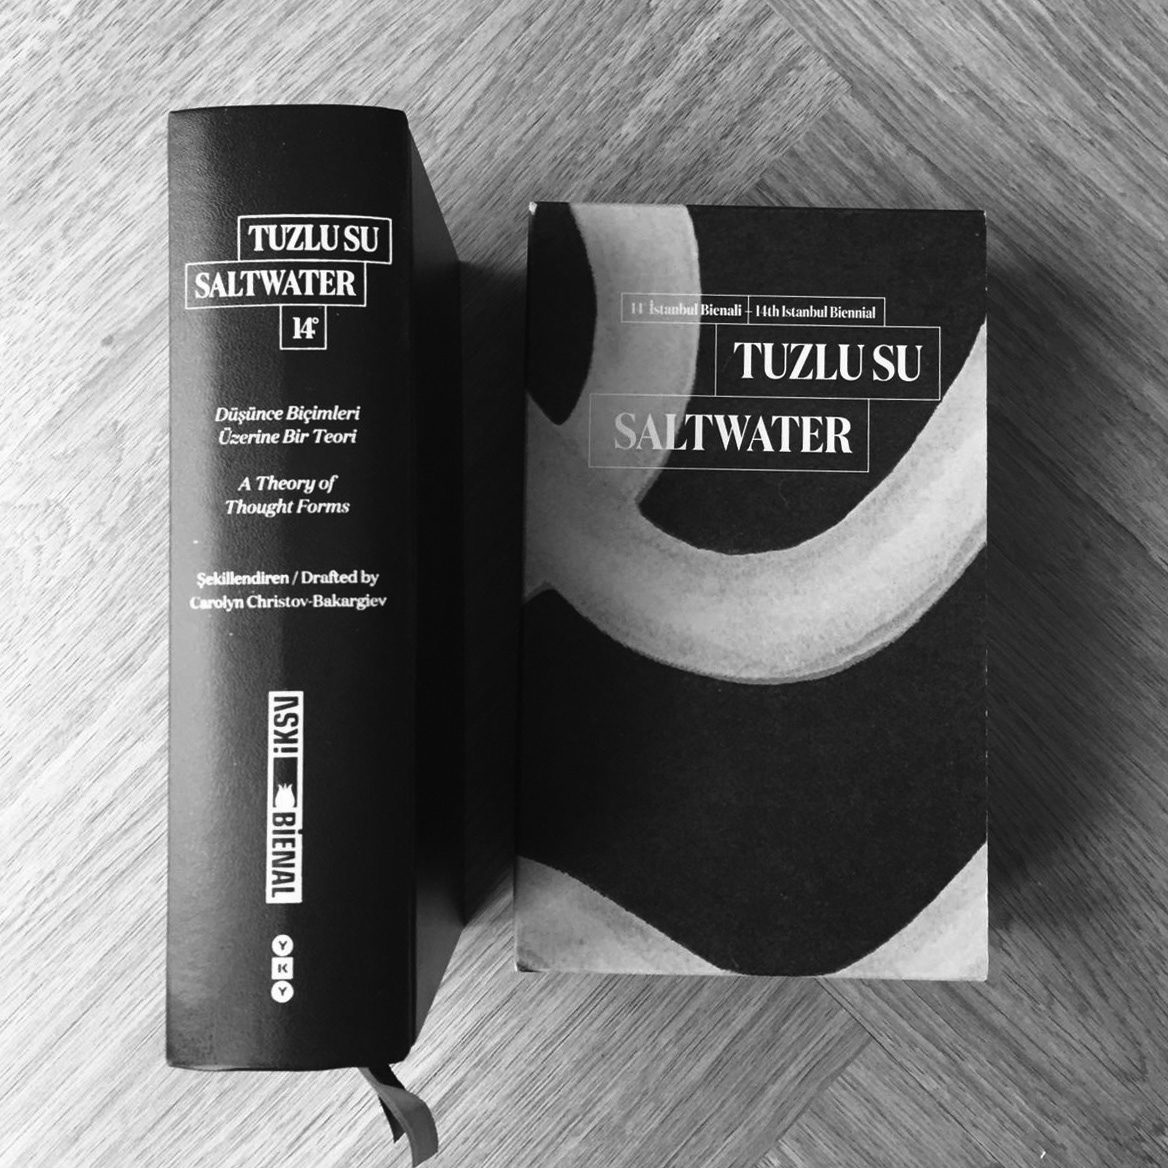 TUZLU SU
SALTWATER
14°
Düşünce Biçimleri
Üzerine Bir Teori
A Theory of
Thought Forms
Şekillendiren / Drafted by
Carolyn Christov-Bakargiev
İKSV
BİENAL
Y
K
Y
14. İstanbul Bienali – 14th Istanbul Biennial
TUZLU SU
SALTWATER